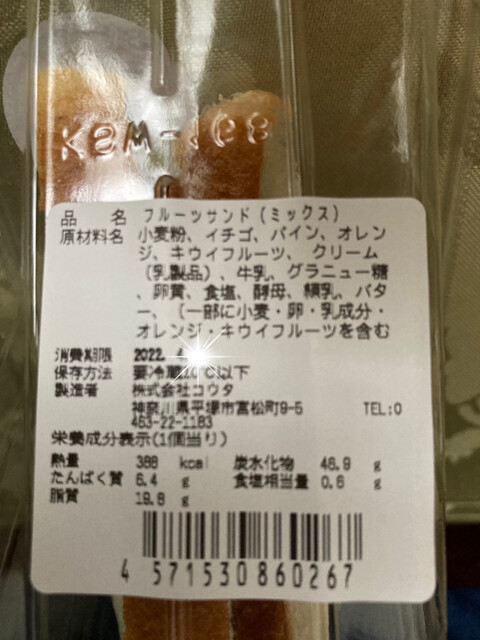 KSM-168
品 名 フルーツサンド(ミックス)
原材料名 小麦粉、イチゴ、パイン、オレン
ジ、キウイフルーツ、クリーム
(乳製品)、牛乳、グラニュー糖
、卵黄、食塩、酵母、練乳、バタ
ー、(一部に小麦・卵・乳成分・
オレンジ・キウイフルーツを含む
消費期限 2022.
保存方法 要冷蔵10℃以下
製造者 株式会社コウタ
神奈川県平塚市富松町9-5 TEL:0
463-22-1183
栄養成分表示(1個当り)
熱量 388 kcal 炭水化物 46.9 g
たんぱく質 6.4 g 食塩相当量 0.6 g
脂質 19.8 g
4 571530 860267